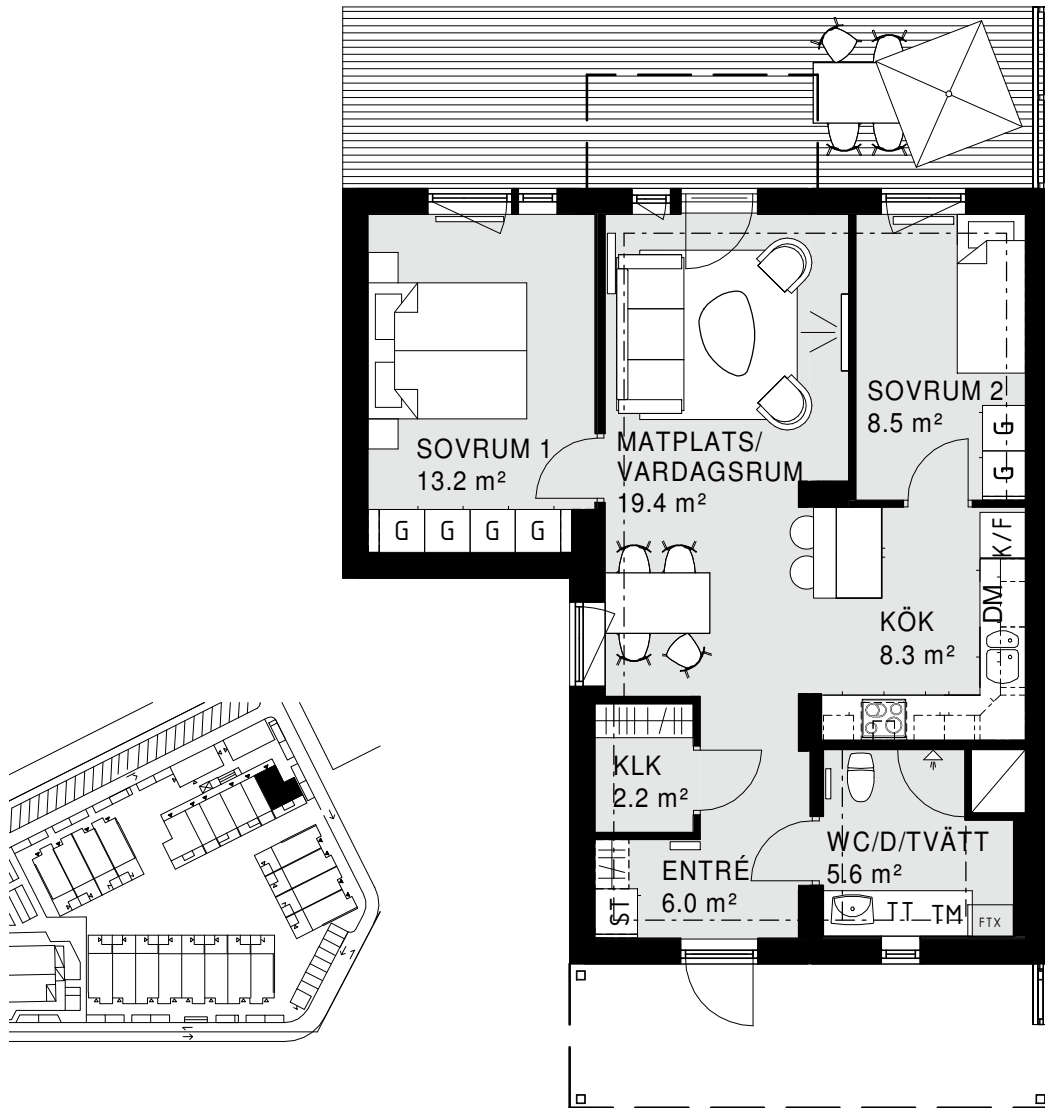 SOVRUM 2
8.5 m²
G
G
SOVRUM 1
13.2 m²
MATPLATS/
VARDAGSRUM
19.4 m²
G G G G
K/F
DM
KÖK
8.3 m²
KLK
2.2 m²
WC/D/TVÄTT
5.6 m²
ENTRÉ
6.0 m²
ST
TT TM
FTX